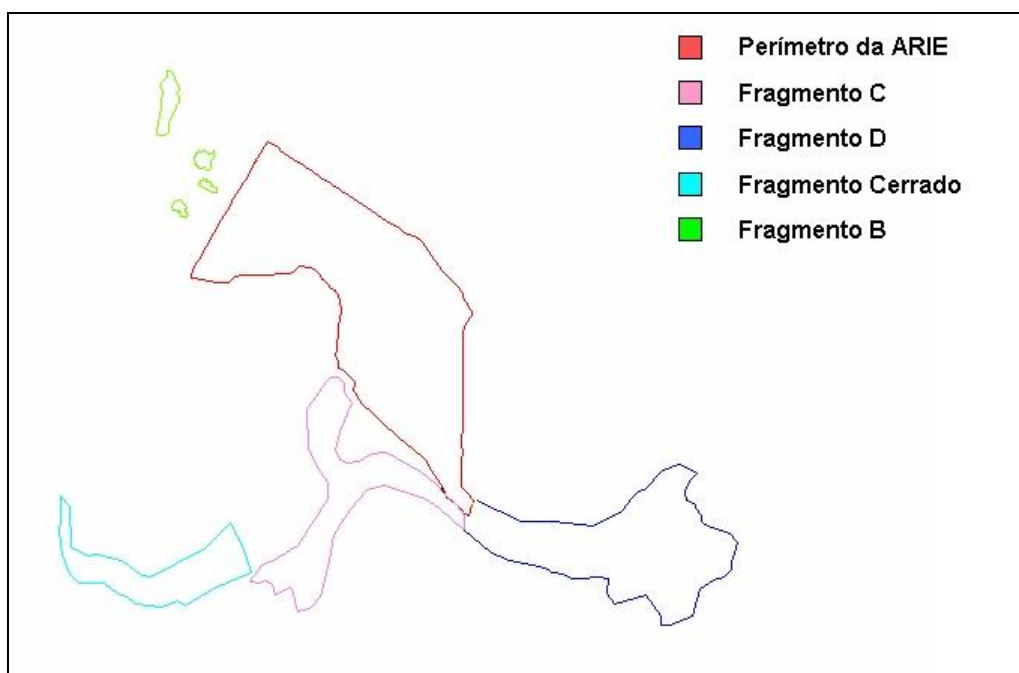 Perímetro da ARIE
Fragmento C
Fragmento D
Fragmento Cerrado
Fragmento B